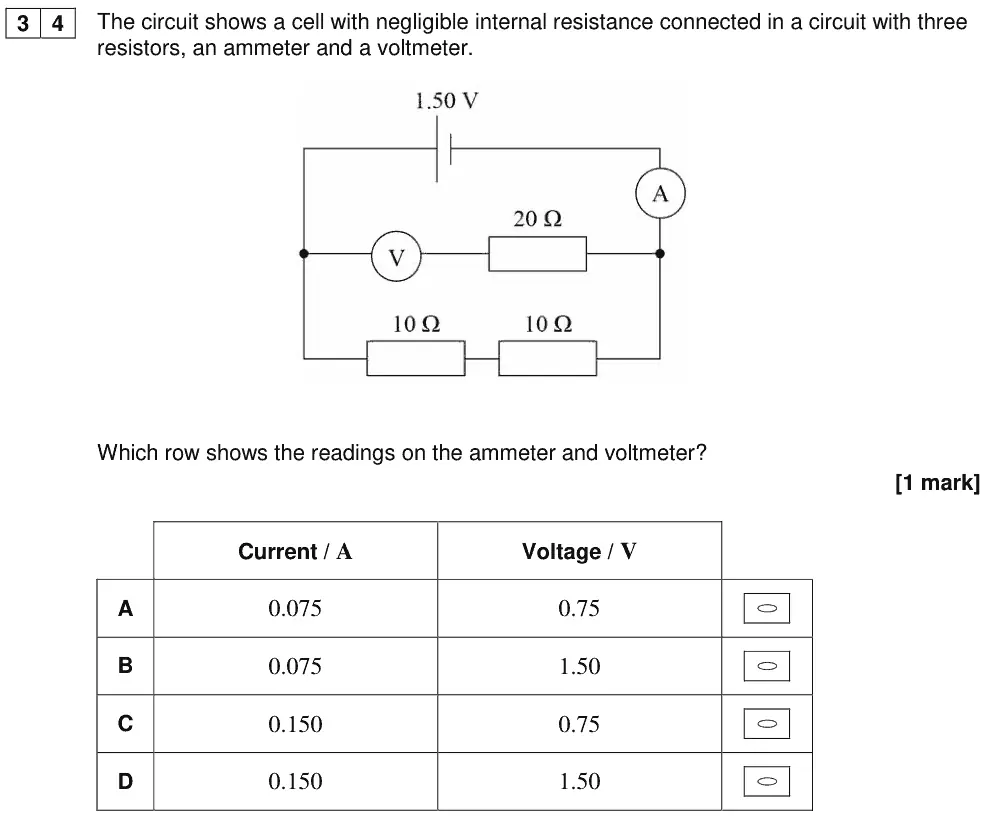 3 4 The circuit shows a cell with negligible internal resistance connected in a circuit with three
resistors, an ammeter and a voltmeter.
1.50 V
A
20 Ω
V
10 Ω 10 Ω
Which row shows the readings on the ammeter and voltmeter?
[1 mark]
Current / A Voltage / V
A 0.075 0.75
B 0.075 1.50
C 0.150 0.75
D 0.150 1.50